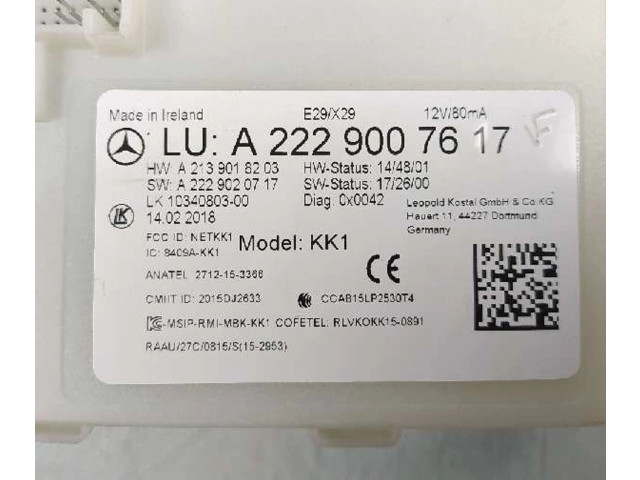 Made in Ireland E29/X29 12V/80mA
LU: A 222 900 76 17 F
HW: A 213 901 82 03 HW-Status: 14/48/01
SW: A 222 902 07 17 SW-Status: 17/26/00
LK 10340803-00 Diag. 0x0042
LK 14.02 2018
Leopold Kostal GmbH & Co. KG
Hauert 11, 44227 Dortmund
Germany
FCC ID: NETKK1 Model: KK1
IC: 8409A-KK1
ANATEL 2712-15-3366 CE
CMIIT ID: 2015DJ2633 CCAB15LP2530T4
MSIP-RMI-MBK-KK1 COFETEL: RLVKOKK15-0891
RAAU/27C/0815/S(15-2953)